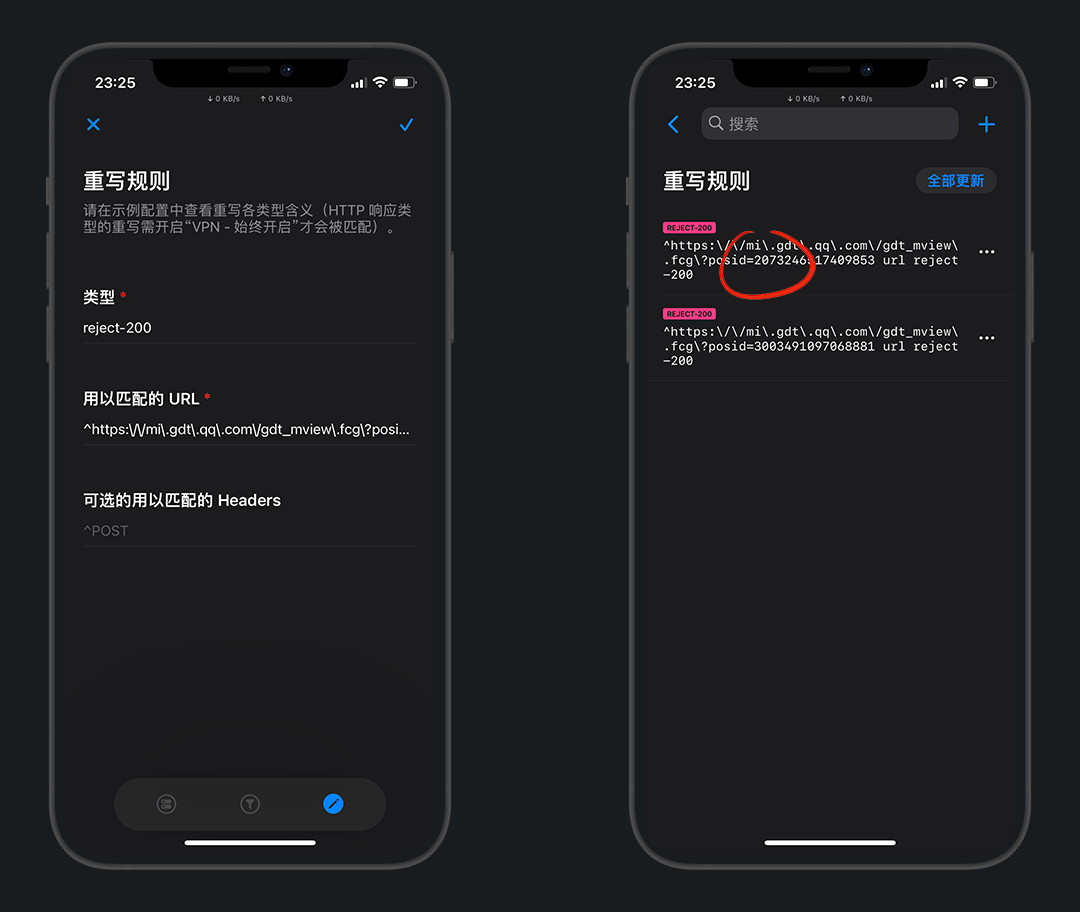 23:25
↓ 0 KB/s ↑ 0 KB/s
重写规则
请在示例配置中查看重写各类型含义（HTTP 响应类
型的重写需开启“VPN - 始终开启”才会被匹配）。
类型 *
reject-200
用以匹配的 URL *
^https:\/\/mi\.gdt\.qq\.com\/gdt_mview\.fcg\?posi...
可选的用以匹配的 Headers
^POST
23:25
↓ 0 KB/s ↑ 0 KB/s
搜索
重写规则
全部更新
REJECT-200
^https:\/\/mi\.gdt\.qq\.com\/gdt_mview\
.fcg\?posid=2073246517409853 url reject
-200
REJECT-200
^https:\/\/mi\.gdt\.qq\.com\/gdt_mview\
.fcg\?posid=3003491097068881 url reject
-200